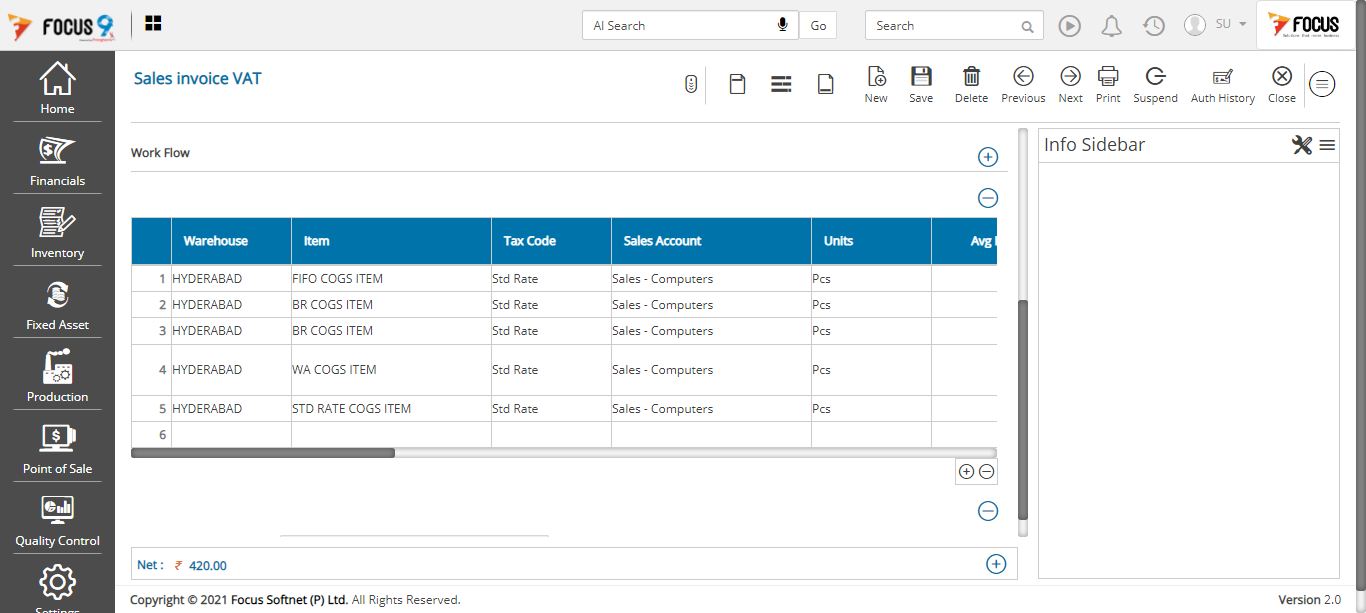 FOCUS 9
AI Search
Go
Search
SU
FOCUS
Home
Financials
Inventory
Fixed Asset
Production
Point of Sale
Quality Control
Settings
Sales invoice VAT
New Save Delete Previous Next Print Suspend Auth History Close
Work Flow
Info Sidebar
Warehouse Item Tax Code Sales Account Units Avg
1 HYDERABAD FIFO COGS ITEM Std Rate Sales - Computers Pcs
2 HYDERABAD BR COGS ITEM Std Rate Sales - Computers Pcs
3 HYDERABAD BR COGS ITEM Std Rate Sales - Computers Pcs
4 HYDERABAD WA COGS ITEM Std Rate Sales - Computers Pcs
5 HYDERABAD STD RATE COGS ITEM Std Rate Sales - Computers Pcs
6
Net : ₹ 420.00
Copyright © 2021 Focus Softnet (P) Ltd. All Rights Reserved.
Version 2.0